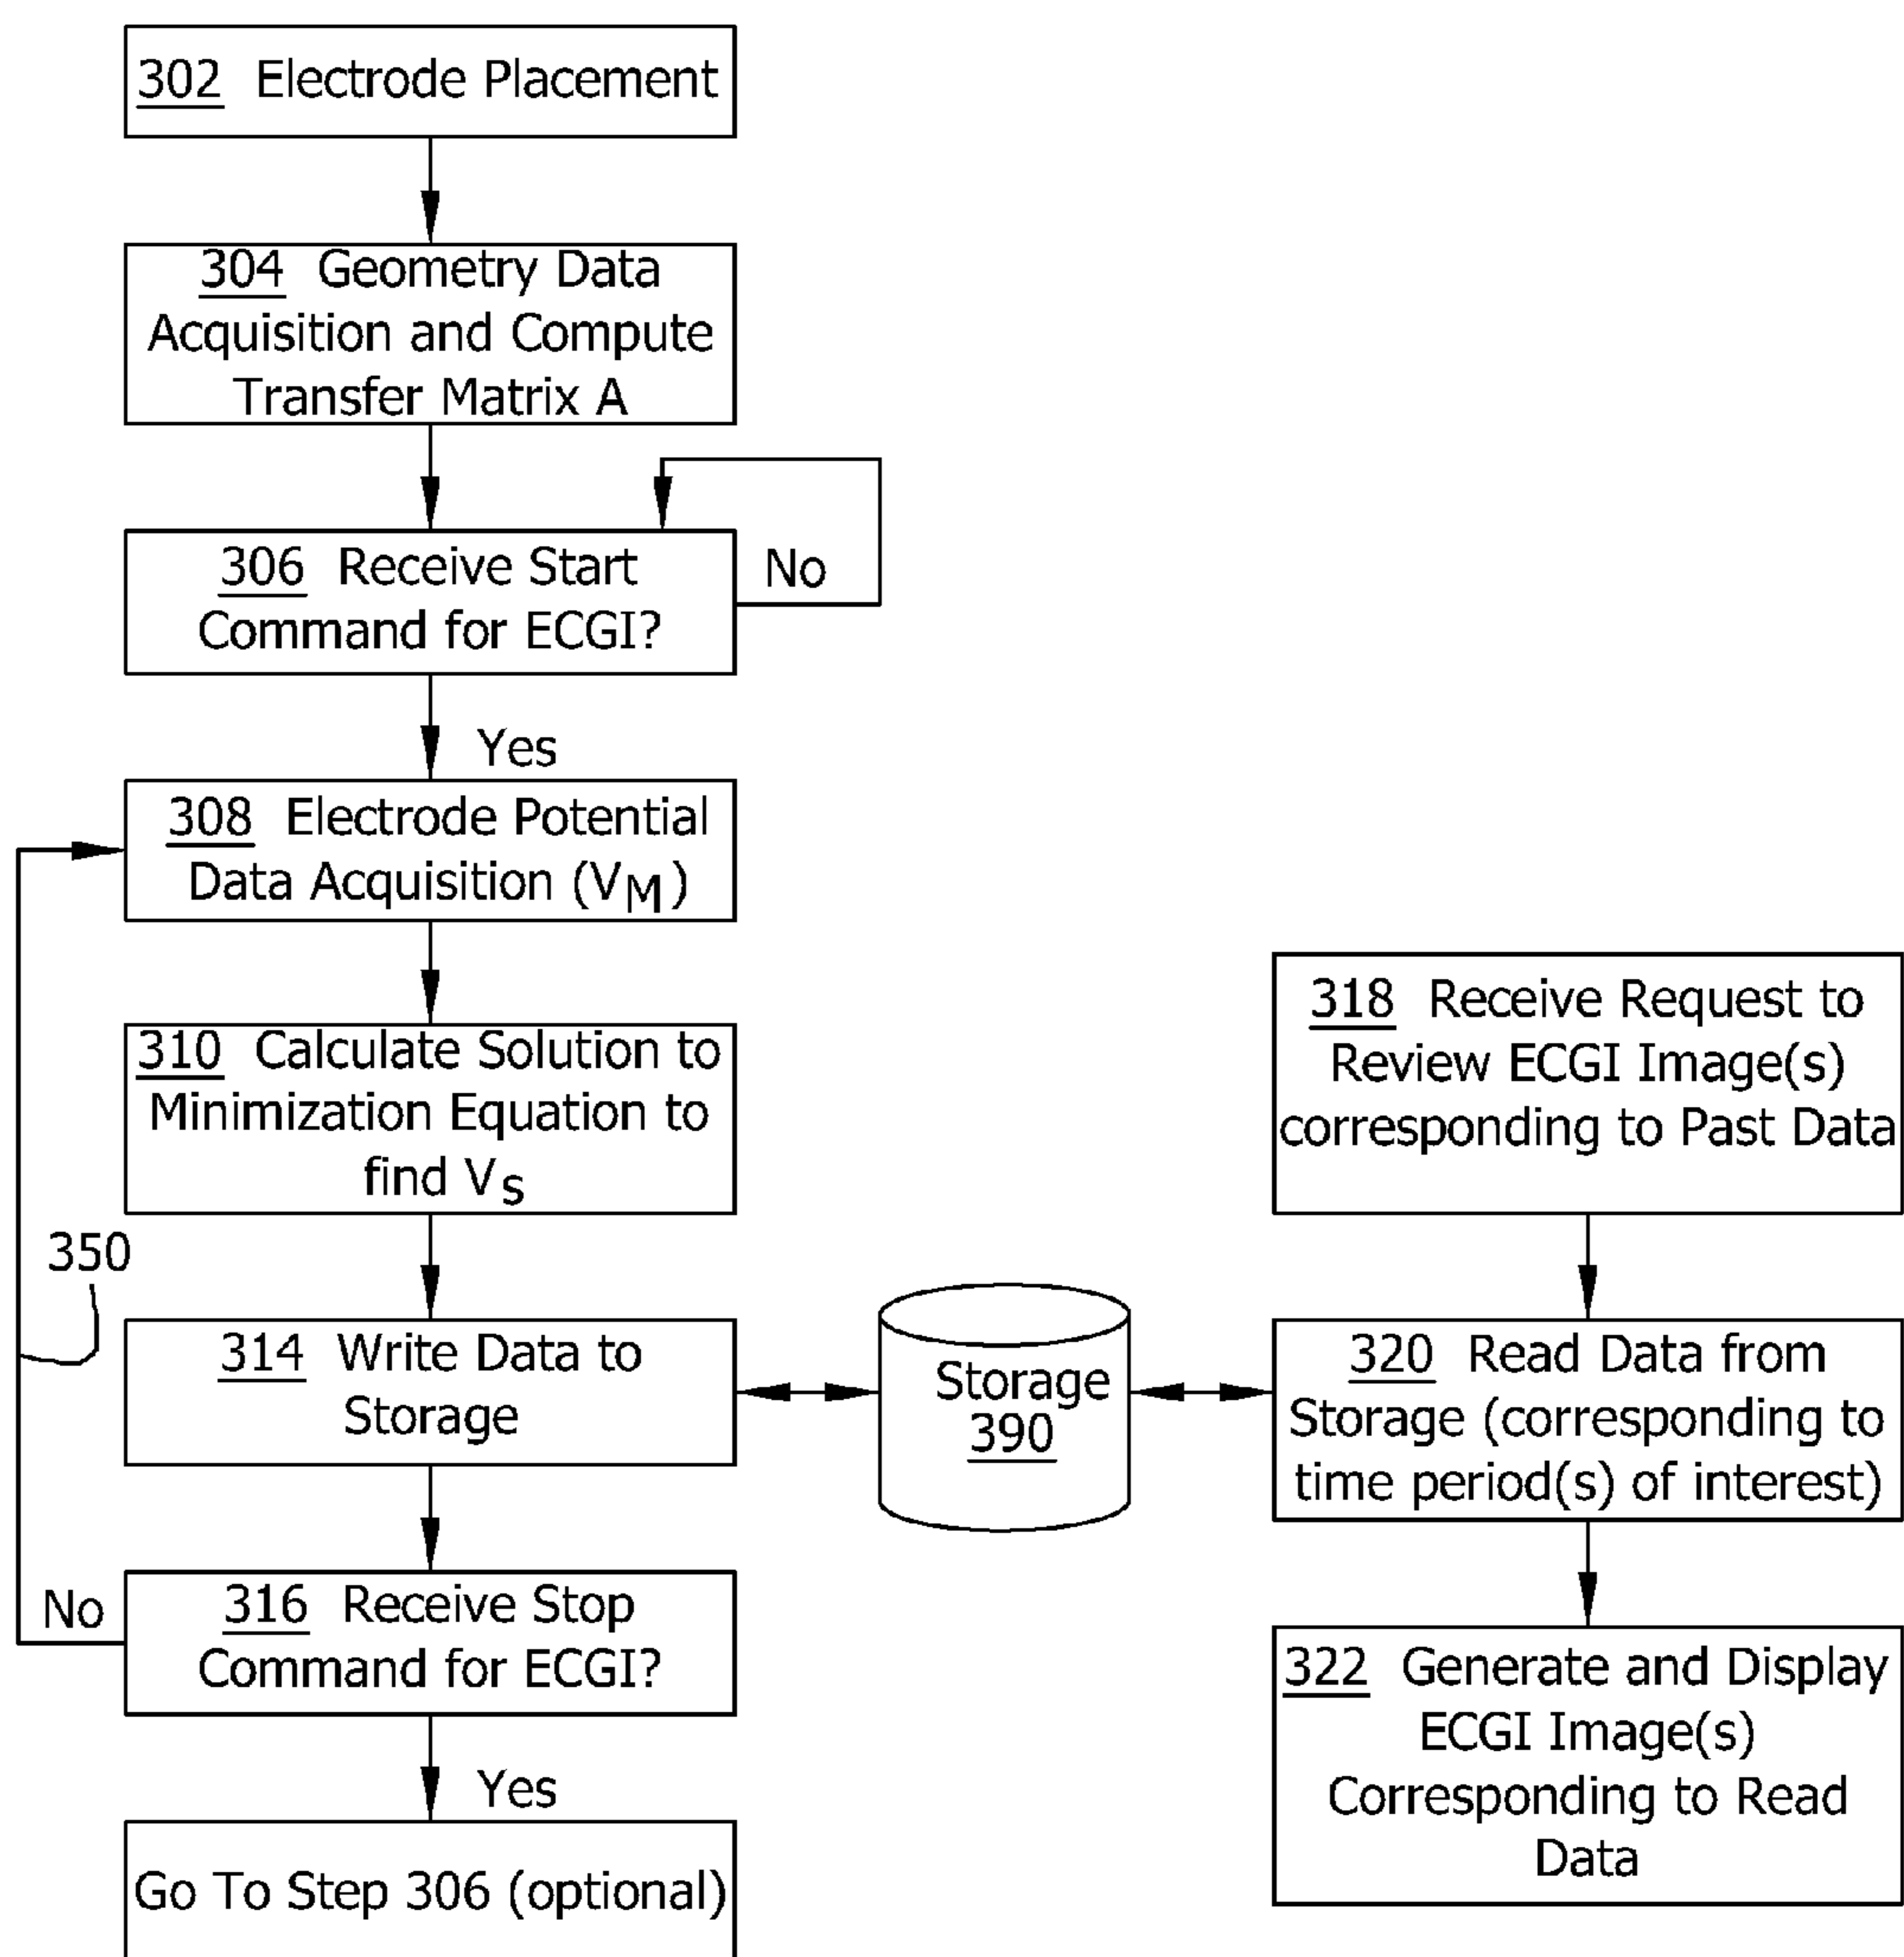 302 Electrode Placement
304 Geometry Data
Acquisition and Compute
Transfer Matrix A
306 Receive Start
Command for ECGI?
No
Yes
308 Electrode Potential
Data Acquisition (VM)
310 Calculate Solution to
Minimization Equation to
find Vs
350
314 Write Data to
Storage
316 Receive Stop
Command for ECGI?
No
Yes
Go To Step 306 (optional)
Storage
390
318 Receive Request to
Review ECGI Image(s)
corresponding to Past Data
320 Read Data from
Storage (corresponding to
time period(s) of interest)
322 Generate and Display
ECGI Image(s)
Corresponding to Read
Data